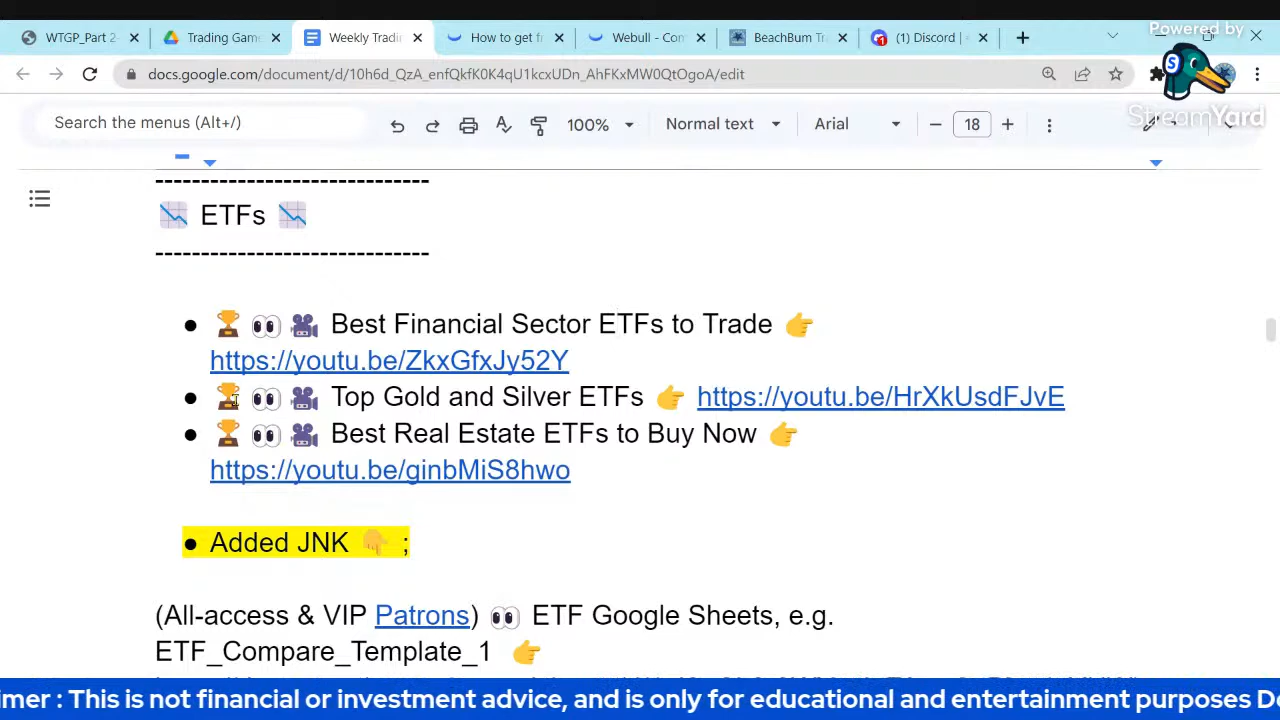 Powered by
StreamYard
WTGP_Part 2-
Trading Game
Weekly Tradi
How to get f
Webull - Con
BeachBum Tra
(1) Discord |
docs.google.com/document/d/10h6d_QzA_enfQkX0K4qU1kcxUDn_AhFKxMW0QtOgoA/edit
Search the menus (Alt+/)
100%
Normal text
Arial
18
------------------------------
ETFs
------------------------------
● Best Financial Sector ETFs to Trade
https://youtu.be/ZkxGfxJy52Y
● Top Gold and Silver ETFs https://youtu.be/HrXkUsdFJvE
● Best Real Estate ETFs to Buy Now
https://youtu.be/ginbMiS8hwo
● Added JNK ;
(All-access & VIP Patrons) ETF Google Sheets, e.g.
ETF_Compare_Template_1
imer : This is not financial or investment advice, and is only for educational and entertainment purposes Do